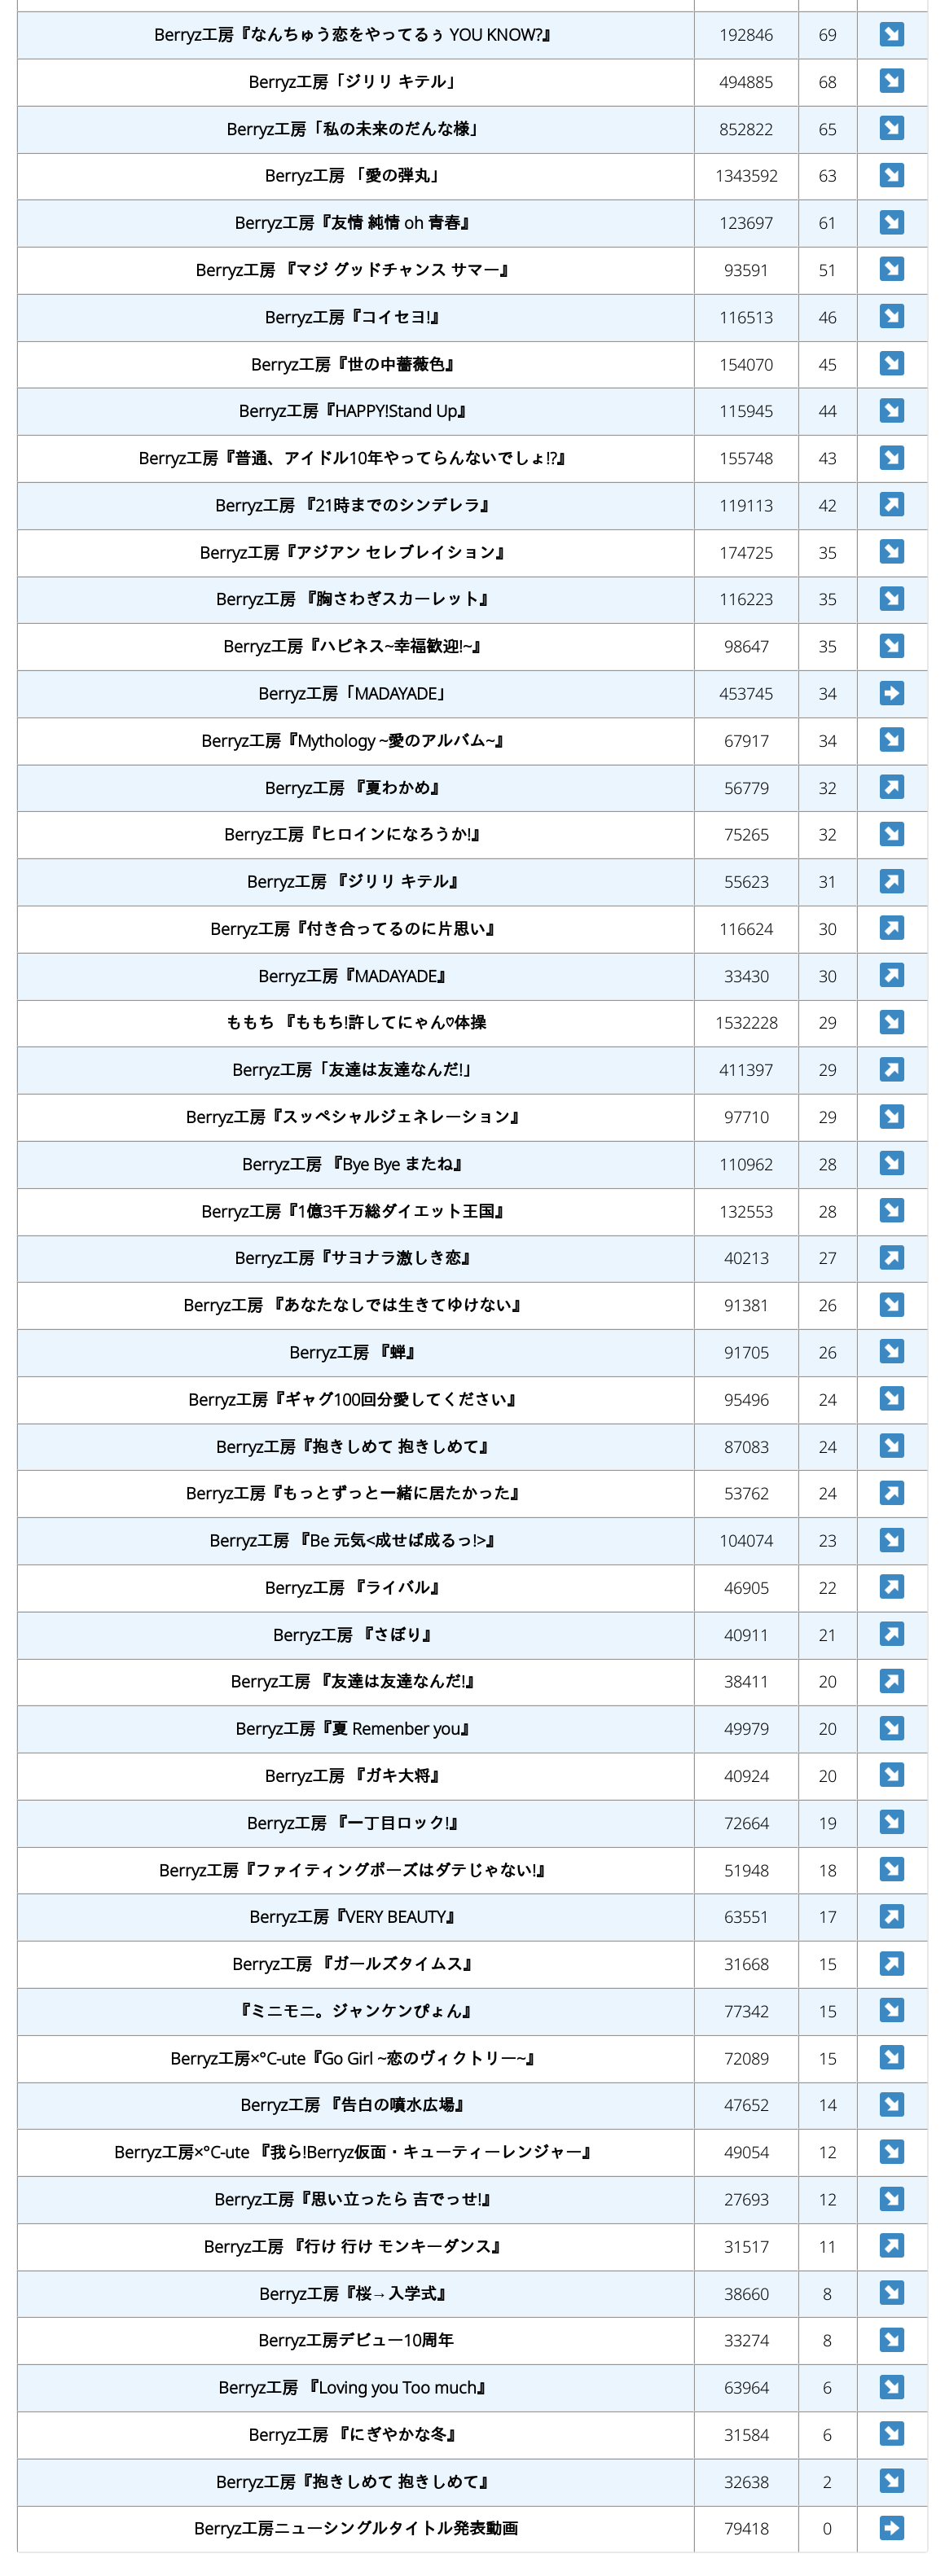 Berryz工房『なんちゅう恋をやってるぅ YOU KNOW?』 192846 69 ↘
Berryz工房「ジリリ キテル」 494885 68 ↘
Berryz工房「私の未来のだんな様」 852822 65 ↘
Berryz工房 「愛の弾丸」 1343592 63 ↘
Berryz工房『友情 純情 oh 青春』 123697 61 ↘
Berryz工房 『マジ グッドチャンス サマー』 93591 51 ↘
Berryz工房『コイセヨ!』 116513 46 ↘
Berryz工房『世の中薔薇色』 154070 45 ↘
Berryz工房『HAPPY!Stand Up』 115945 44 ↘
Berryz工房『普通、アイドル10年やってらんないでしょ!?』 155748 43 ↘
Berryz工房 『21時までのシンデレラ』 119113 42 ↗
Berryz工房『アジアン セレブレイション』 174725 35 ↘
Berryz工房 『胸さわぎスカーレット』 116223 35 ↘
Berryz工房『ハピネス~幸福歓迎!~』 98647 35 ↘
Berryz工房「MADAYADE」 453745 34 ➡
Berryz工房『Mythology ~愛のアルバム~』 67917 34 ↘
Berryz工房 『夏わかめ』 56779 32 ↗
Berryz工房『ヒロインになろうか!』 75265 32 ↘
Berryz工房 『ジリリ キテル』 55623 31 ↗
Berryz工房『付き合ってるのに片思い』 116624 30 ↗
Berryz工房『MADAYADE』 33430 30 ↗
ももち 『ももち!許してにゃん♡体操 1532228 29 ↘
Berryz工房「友達は友達なんだ!」 411397 29 ↗
Berryz工房『スッペシャルジェネレーション』 97710 29 ↘
Berryz工房 『Bye Bye またね』 110962 28 ↘
Berryz工房『1億3千万総ダイエット王国』 132553 28 ↘
Berryz工房『サヨナラ激しき恋』 40213 27 ↗
Berryz工房 『あなたなしでは生きてゆけない』 91381 26 ↘
Berryz工房 『蝉』 91705 26 ↘
Berryz工房『ギャグ100回分愛してください』 95496 24 ↘
Berryz工房『抱きしめて 抱きしめて』 87083 24 ↘
Berryz工房『もっとずっと一緒に居たかった』 53762 24 ↗
Berryz工房 『Be 元気<成せば成るっ!>』 104074 23 ↘
Berryz工房 『ライバル』 46905 22 ↗
Berryz工房 『さぼり』 40911 21 ↗
Berryz工房 『友達は友達なんだ!』 38411 20 ↗
Berryz工房『夏 Remenber you』 49979 20 ↘
Berryz工房 『ガキ大将』 40924 20 ↘
Berryz工房 『一丁目ロック!』 72664 19 ↘
Berryz工房『ファイティングポーズはダテじゃない!』 51948 18 ↘
Berryz工房『VERY BEAUTY』 63551 17 ↗
Berryz工房 『ガールズタイムス』 31668 15 ↗
『ミニモニ。ジャンケンぴょん』 77342 15 ↘
Berryz工房×℃-ute『Go Girl ~恋のヴィクトリー~』 72089 15 ↘
Berryz工房 『告白の噴水広場』 47652 14 ↘
Berryz工房×℃-ute 『我ら!Berryz仮面・キューティーレンジャー』 49054 12 ↘
Berryz工房『思い立ったら 吉でっせ!』 27693 12 ↘
Berryz工房 『行け 行け モンキーダンス』 31517 11 ↗
Berryz工房『桜→入学式』 38660 8 ↘
Berryz工房デビュー10周年 33274 8 ↘
Berryz工房 『Loving you Too much』 63964 6 ↘
Berryz工房 『にぎやかな冬』 31584 6 ↘
Berryz工房『抱きしめて 抱きしめて』 32638 2 ↘
Berryz工房ニューシングルタイトル発表動画 79418 0 ➡